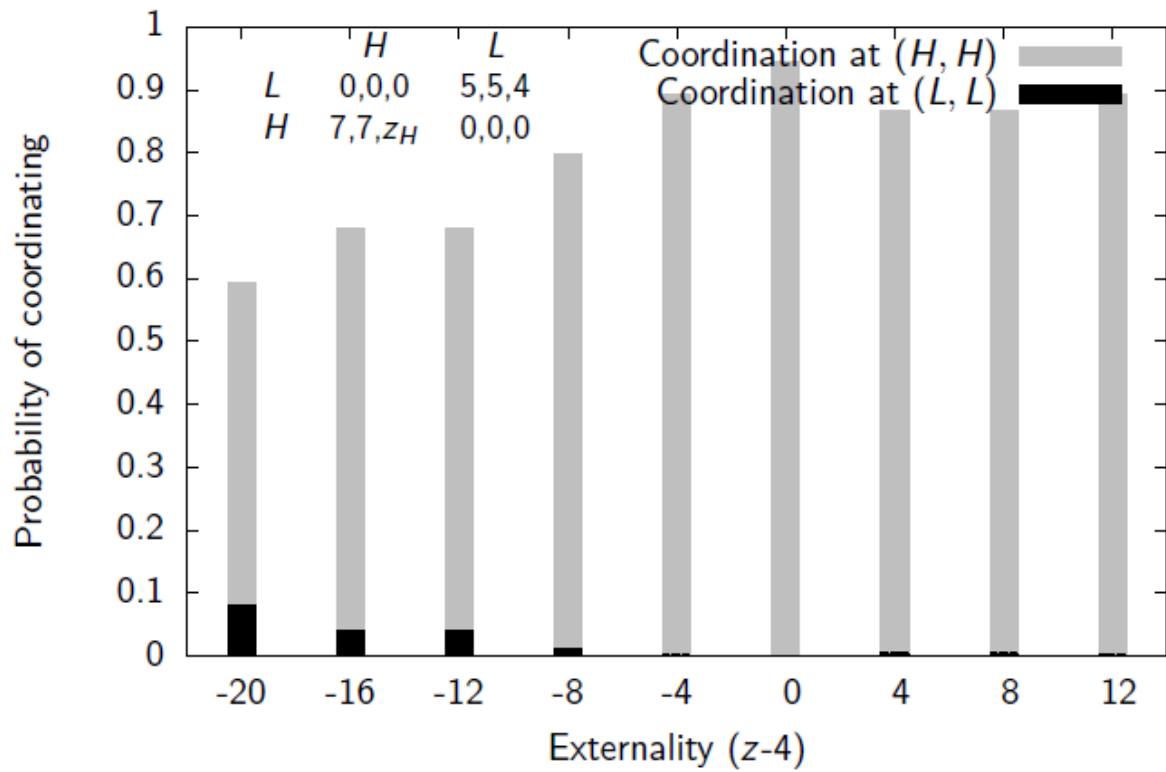 H L
L 0,0,0 5,5,4
H 7,7,z_H 0,0,0
Coordination at (H, H)
Coordination at (L, L)
Probability of coordinating
1
0.9
0.8
0.7
0.6
0.5
0.4
0.3
0.2
0.1
0
-20 -16 -12 -8 -4 0 4 8 12
Externality (z-4)